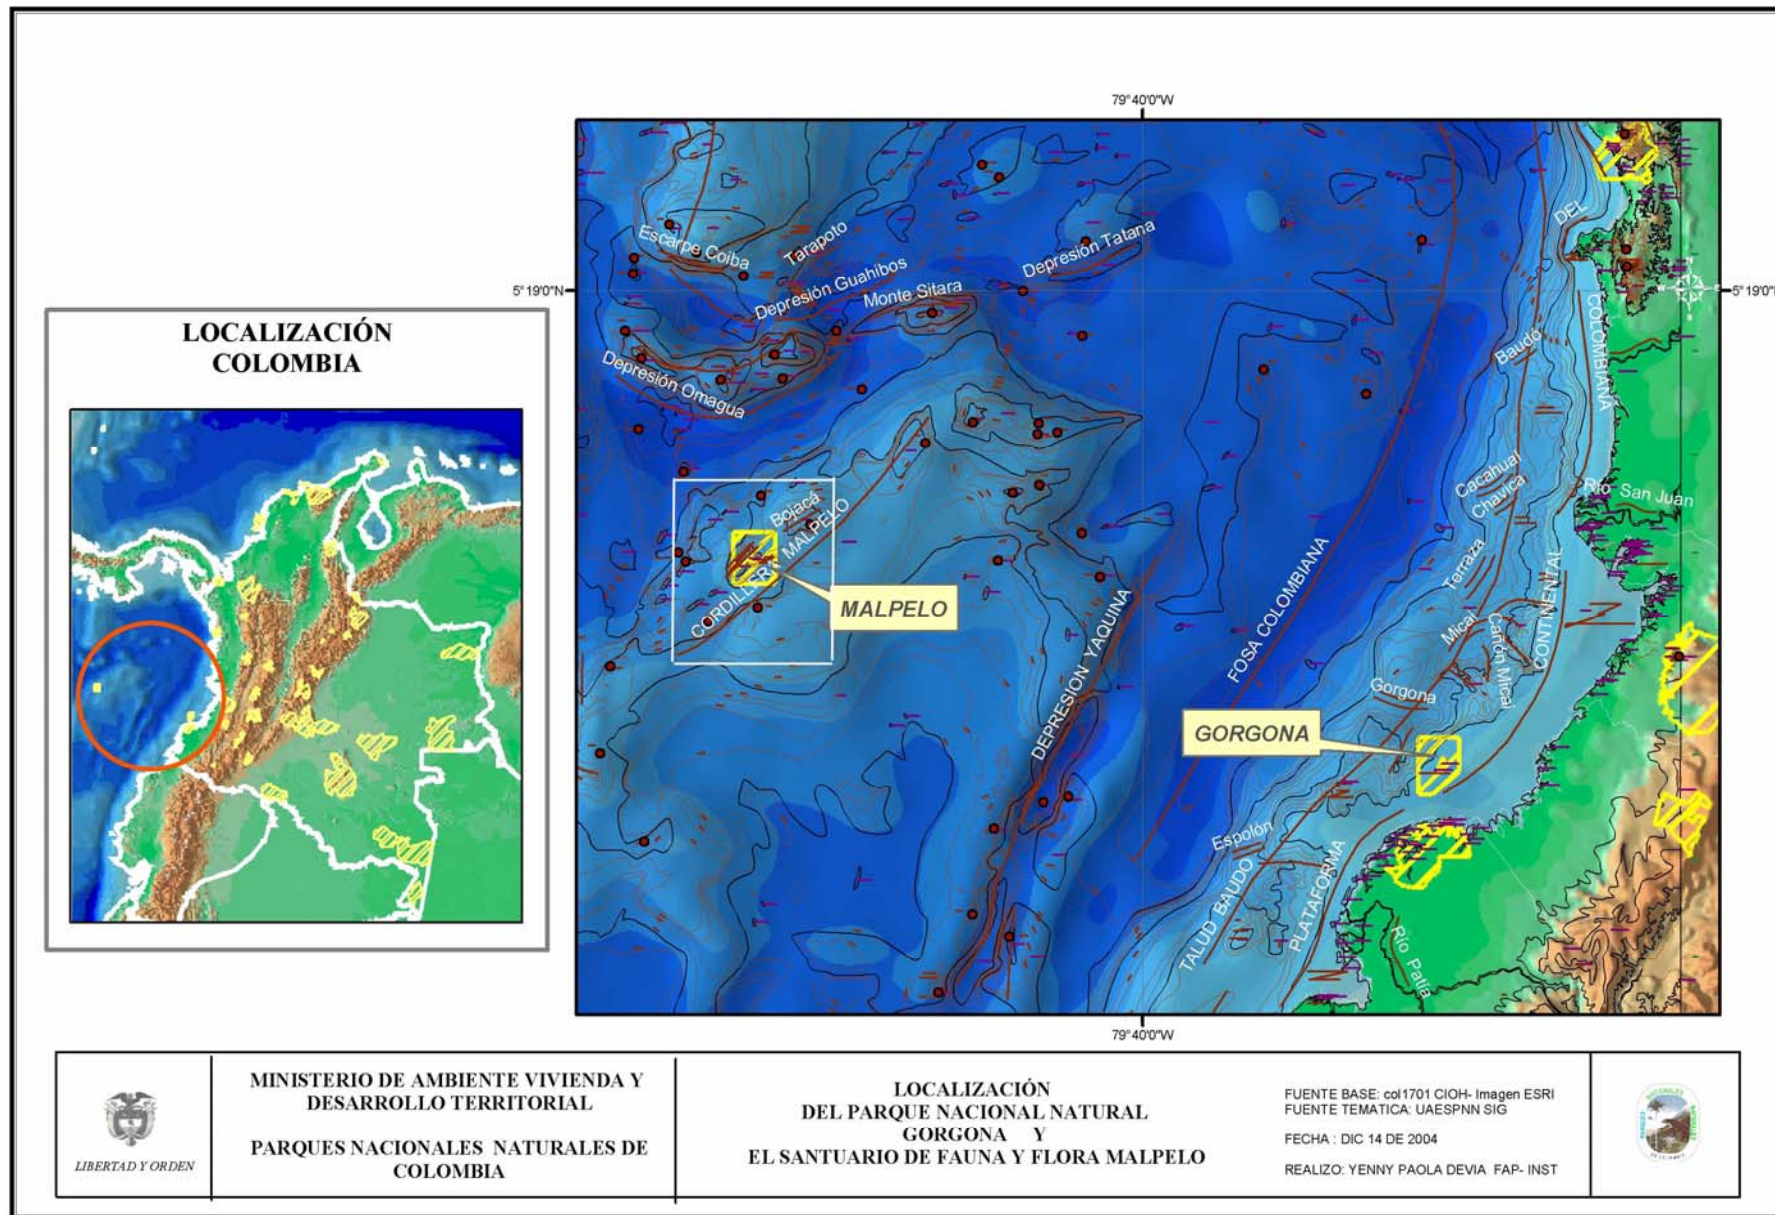 79°40'0"W
5°19'0"N
5°19'0"N
79°40'0"W
LOCALIZACIÓN
COLOMBIA
Escarpe Coiba
Tarapoto
Depresión Guahibos
Monte Sitara
Depresión Tatana
Depresión Omagua
Bojacá
CORDILLERA MALPELO
MALPELO
DEPRESION YAQUINA
FOSA COLOMBIANA
DEL
COLOMBIANA
Baudó
Cacahual
Chavica
Río San Juan
Terraza
Micai
Cañón Micai
CONTINENTAL
Gorgona
GORGONA
Espolón
TALUD BAUDO
PLATAFORMA
Río Patía
LIBERTAD Y ORDEN
MINISTERIO DE AMBIENTE VIVIENDA Y
DESARROLLO TERRITORIAL
PARQUES NACIONALES NATURALES DE
COLOMBIA
LOCALIZACIÓN
DEL PARQUE NACIONAL NATURAL
GORGONA Y
EL SANTUARIO DE FAUNA Y FLORA MALPELO
FUENTE BASE: col1701 CIOH- Imagen ESRI
FUENTE TEMATICA: UAESPNN SIG
FECHA : DIC 14 DE 2004
REALIZO: YENNY PAOLA DEVIA FAP- INST